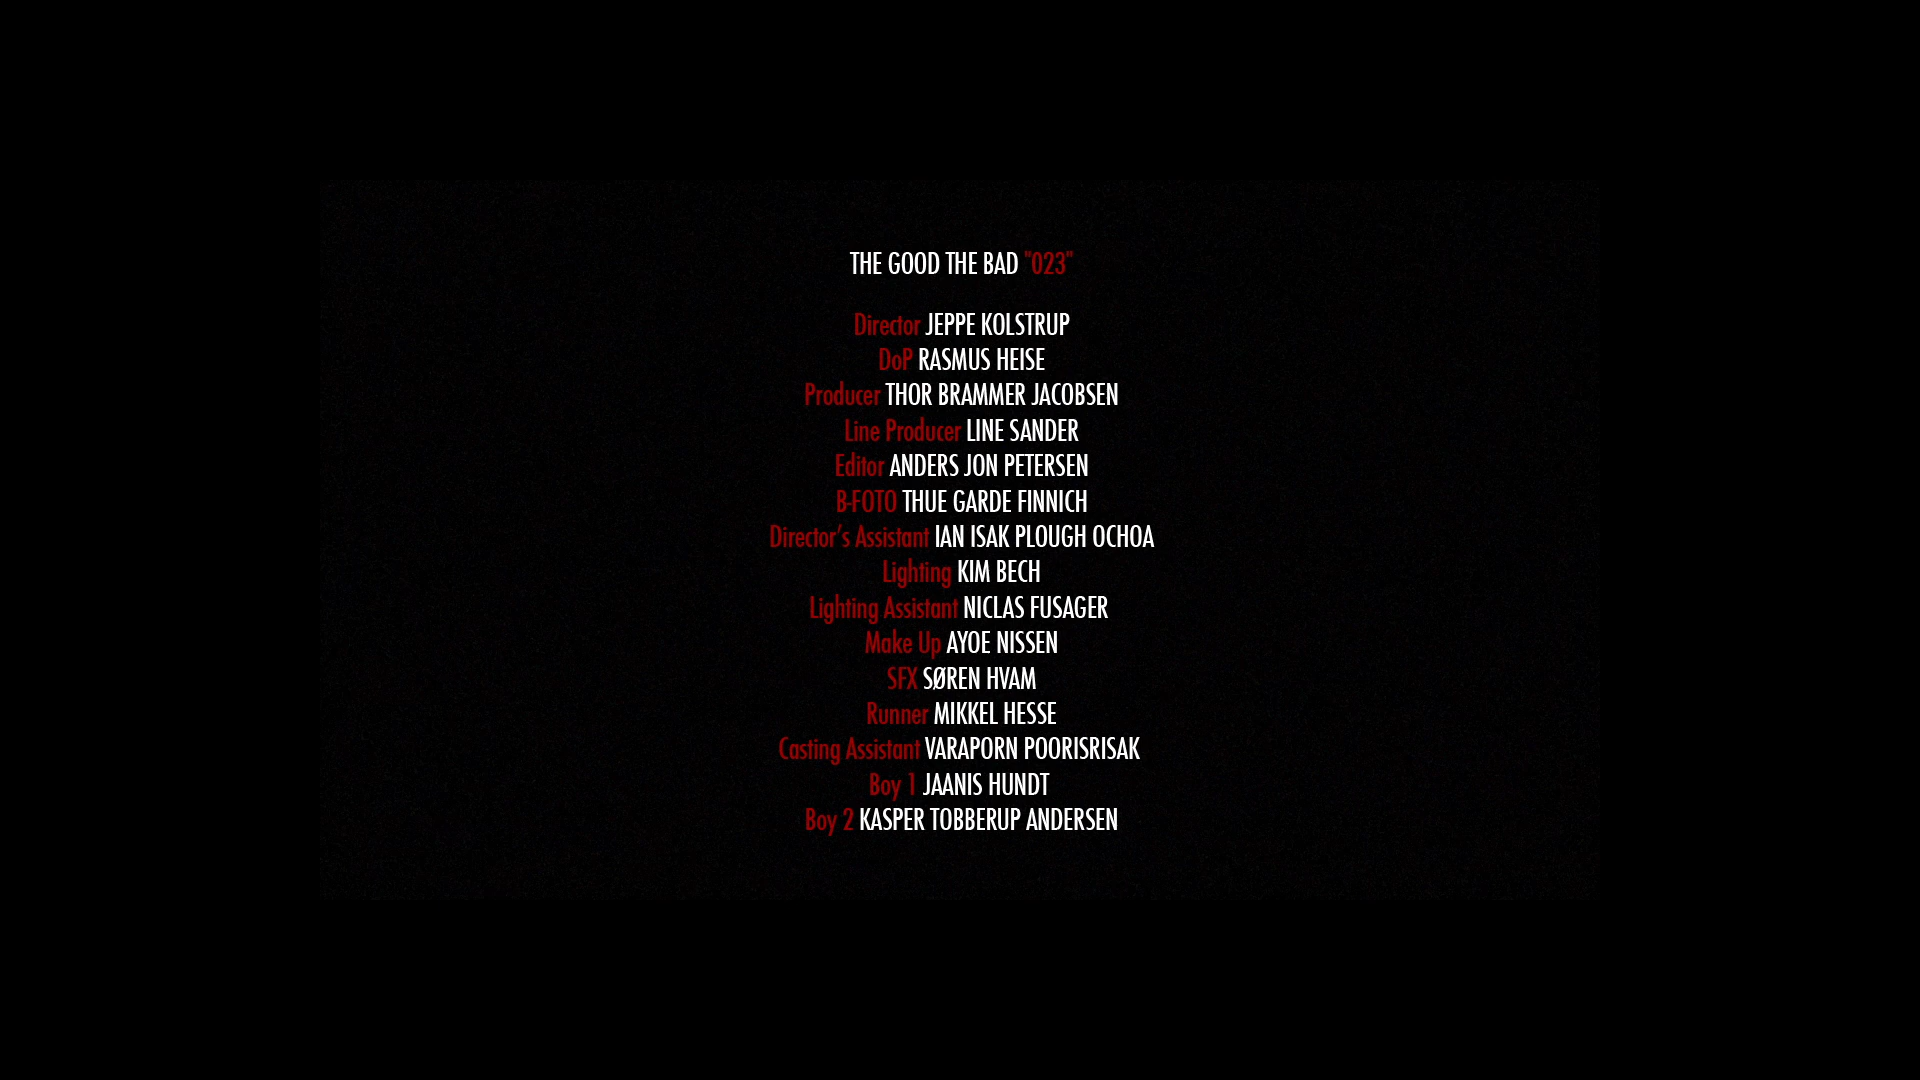 THE GOOD THE BAD "023"
Director JEPPE KOLSTRUP
DoP RASMUS HEISE
Producer THOR BRAMMER JACOBSEN
Line Producer LINE SANDER
Editor ANDERS JON PETERSEN
B-FOTO THUE GARDE FINNICH
Director’s Assistant IAN ISAK PLOUGH OCHOA
Lighting KIM BECH
Lighting Assistant NICLAS FUSAGER
Make Up AYOE NISSEN
SFX SØREN HVAM
Runner MIKKEL HESSE
Casting Assistant VARAPORN POORISRISAK
Boy 1 JAANIS HUNDT
Boy 2 KASPER TOBBERUP ANDERSEN